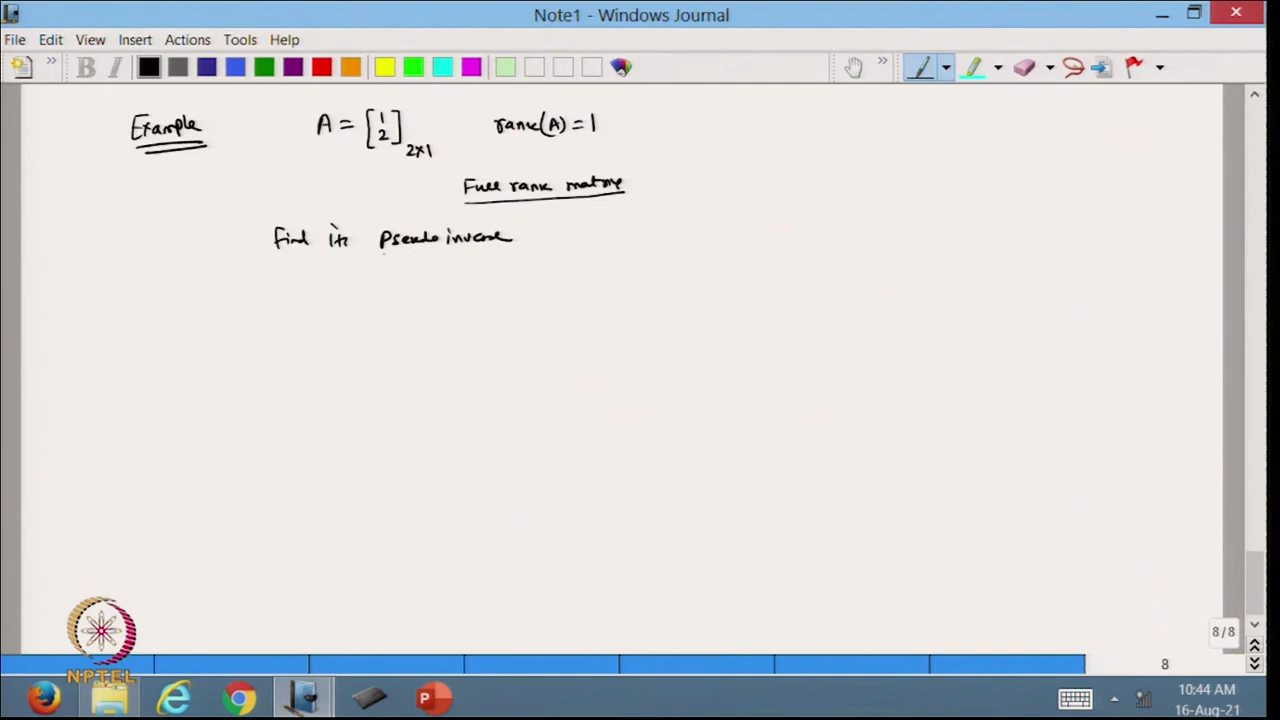 Note1 - Windows Journal
File Edit View Insert Actions Tools Help
B I
Example A = [1 2] 2×1 rank(A) = 1
Full rank matrix
Find its Pseudo inverse
8/8
NPTEL
8
10:44 AM
16-Aug-21